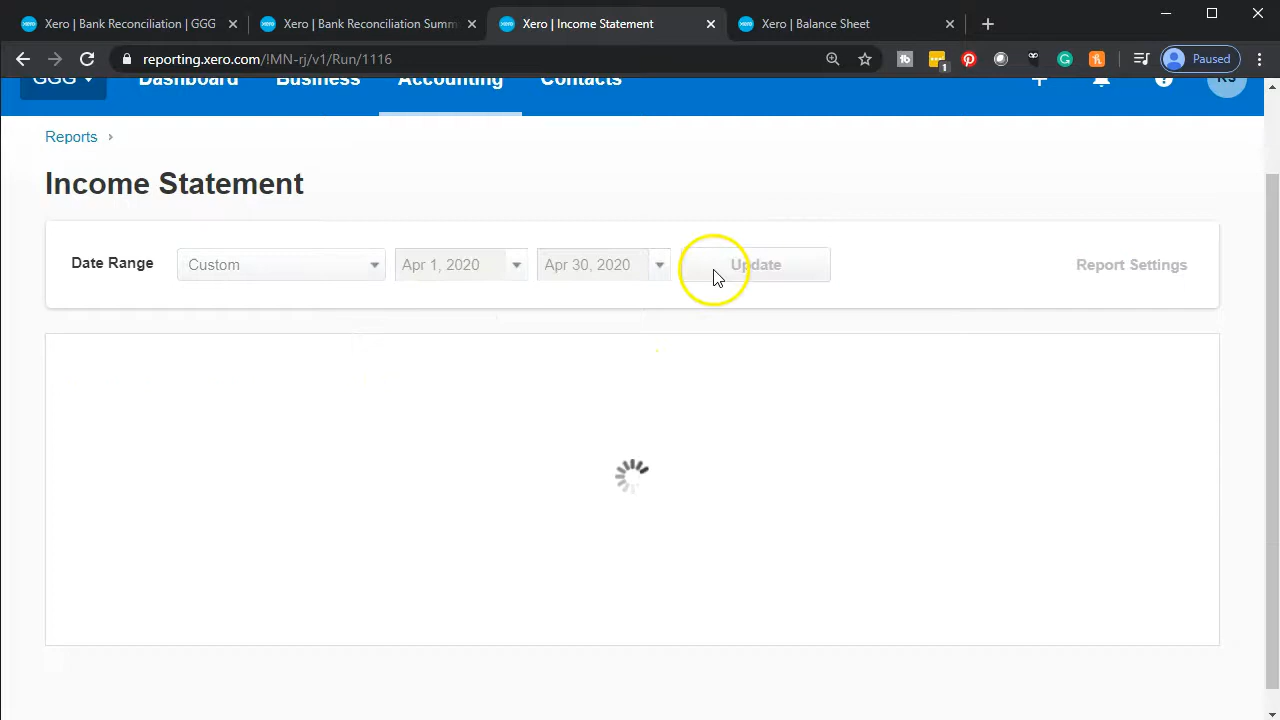 Xero | Bank Reconciliation | GGG
Xero | Bank Reconciliation Summ
Xero | Income Statement
Xero | Balance Sheet
reporting.xero.com/!MN-rj/v1/Run/1116
1
Paused
GGG
Dashboard
Business
Accounting
Contacts
Reports
Income Statement
Date Range
Custom
Apr 1, 2020
Apr 30, 2020
Update
Report Settings